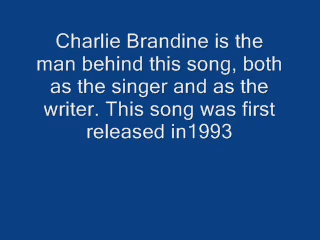 Charlie Brandine is the
man behind this song, both
as the singer and as the
writer. This song was first
released in1993